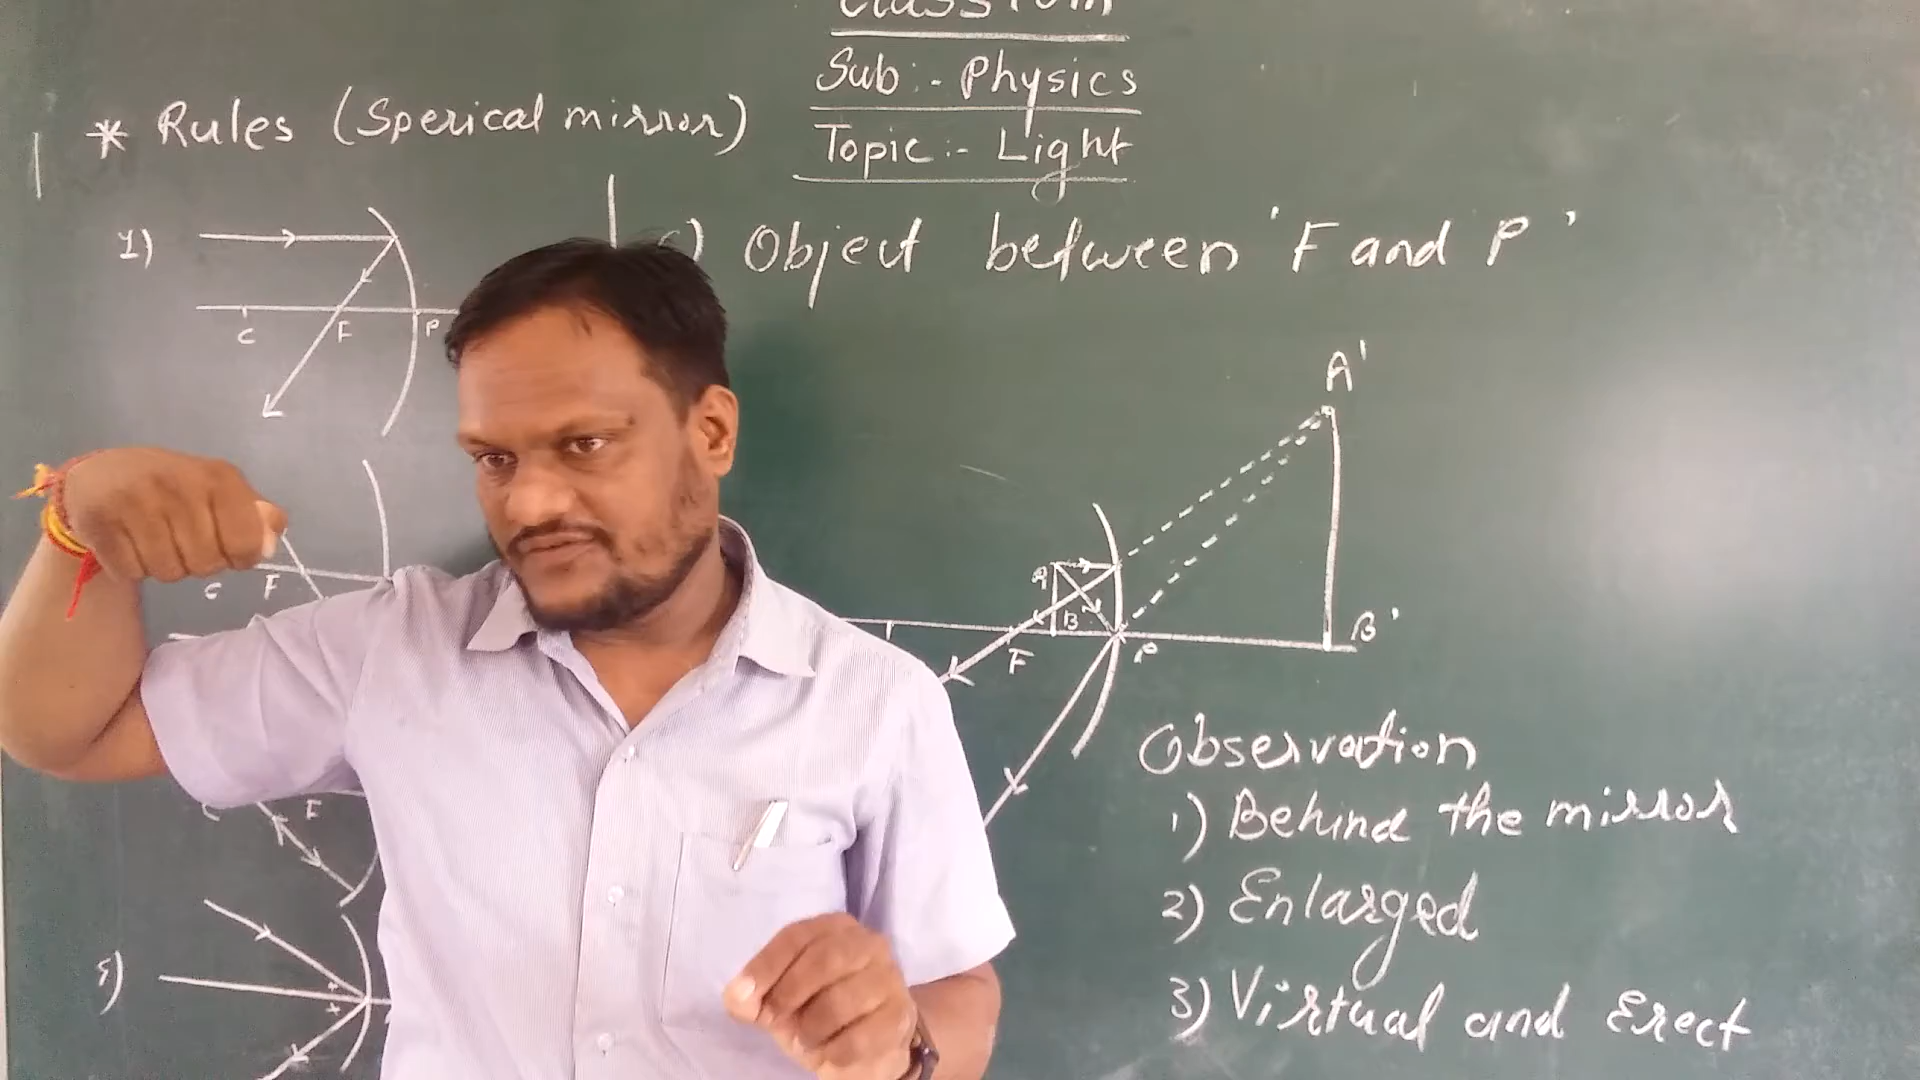 Sub:- Physics
Topic:- Light
* Rules (Sperical mirror)
1)
C F P
C F
F
5)
Object between 'F and P'
A'
A
B
F
P
B'
Observation
1) Behind the mirror
2) Enlarged
3) Virtual and Erect